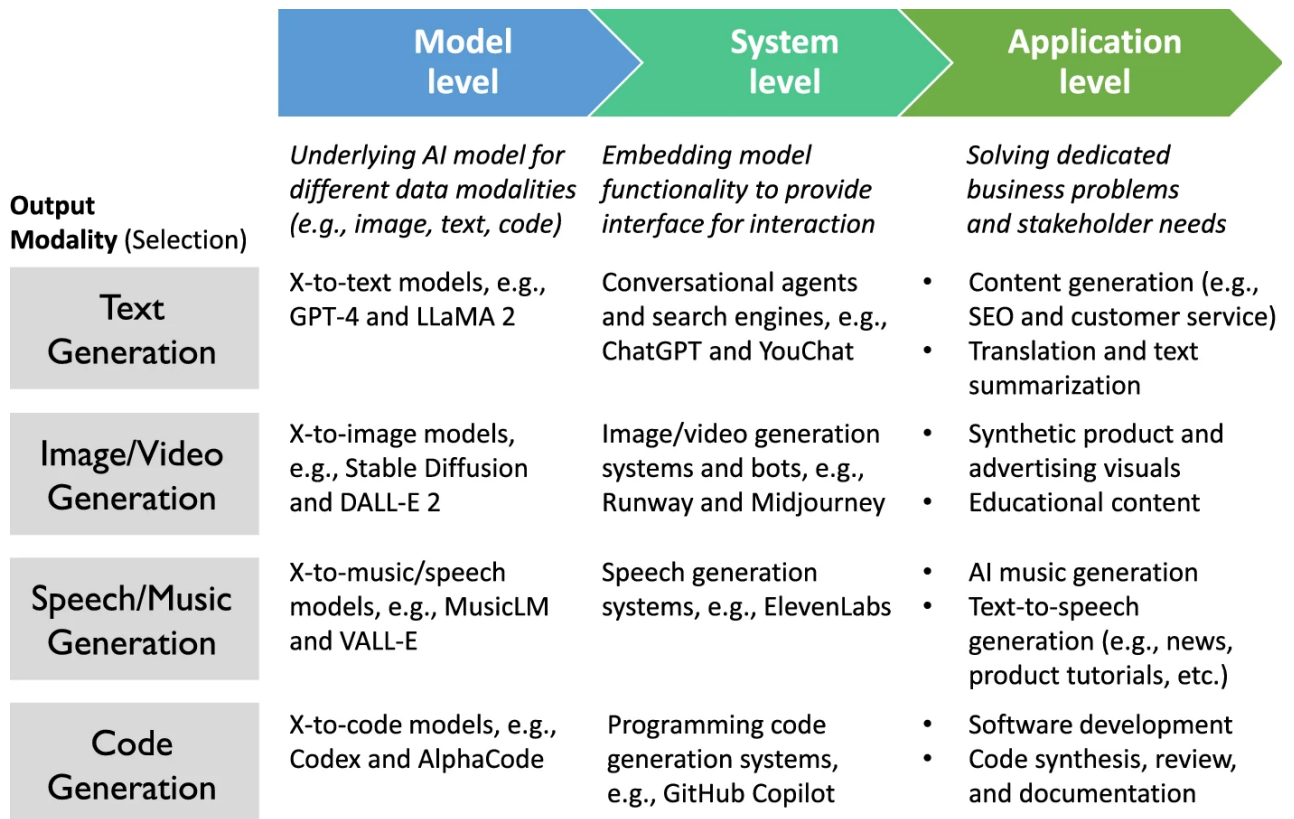 Model
level
System
level
Application
level
Output
Modality (Selection)
Underlying AI model for
different data modalities
(e.g., image, text, code)
Embedding model
functionality to provide
interface for interaction
Solving dedicated
business problems
and stakeholder needs
Text
Generation
X-to-text models, e.g.,
GPT-4 and LLaMA 2
Conversational agents
and search engines, e.g.,
ChatGPT and YouChat
• Content generation (e.g.,
SEO and customer service)
• Translation and text
summarization
Image/Video
Generation
X-to-image models,
e.g., Stable Diffusion
and DALL-E 2
Image/video generation
systems and bots, e.g.,
Runway and Midjourney
• Synthetic product and
advertising visuals
• Educational content
Speech/Music
Generation
X-to-music/speech
models, e.g., MusicLM
and VALL-E
Speech generation
systems, e.g., ElevenLabs
• AI music generation
• Text-to-speech
generation (e.g., news,
product tutorials, etc.)
Code
Generation
X-to-code models, e.g.,
Codex and AlphaCode
Programming code
generation systems,
e.g., GitHub Copilot
• Software development
• Code synthesis, review,
and documentation